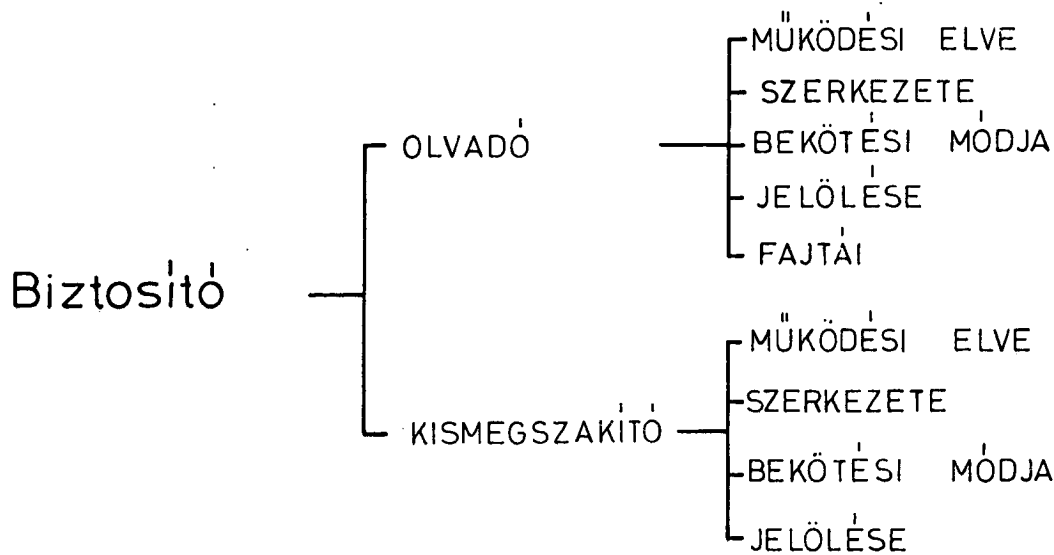 Biztosító
OLVADÓ
MŰKÖDÉSI ELVE
SZERKEZETE
BEKÖTÉSI MÓDJA
JELÖLÉSE
FAJTÁI
KISMEGSZAKÍTÓ
MŰKÖDÉSI ELVE
SZERKEZETE
BEKÖTÉSI MÓDJA
JELÖLÉSE